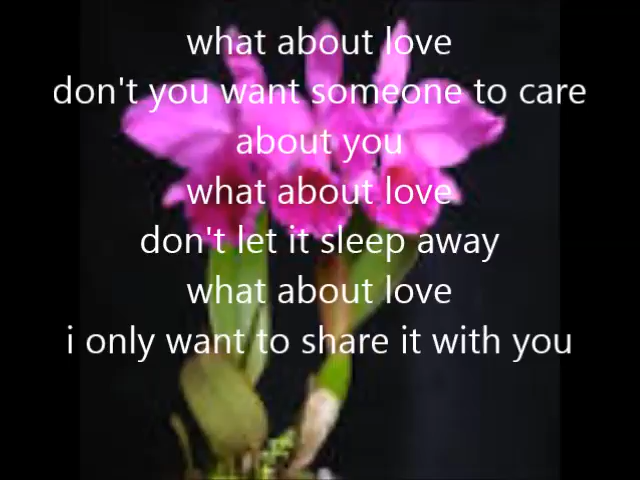 what about love
don't you want someone to care
about you
what about love
don't let it sleep away
what about love
i only want to share it with you